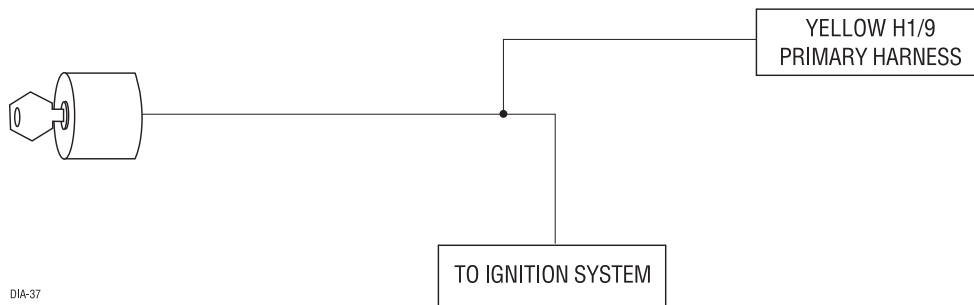 YELLOW H1/9
PRIMARY HARNESS
TO IGNITION SYSTEM
DIA-37